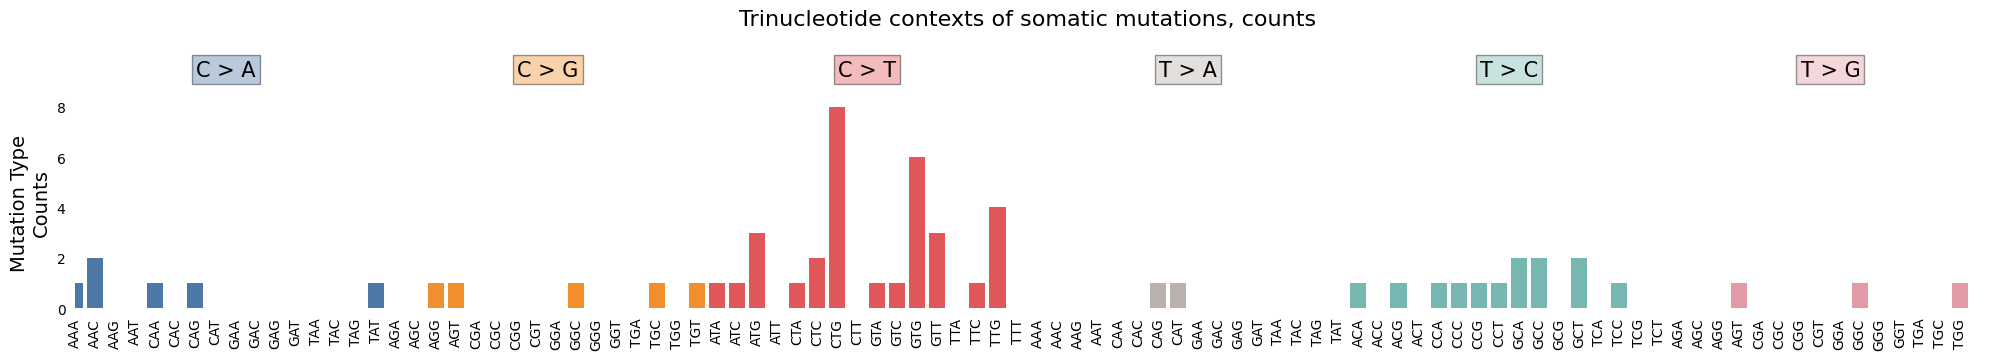 Trinucleotide contexts of somatic mutations, counts
C > A
C > G
C > T
T > A
T > C
T > G
Mutation Type
Counts
8
6
4
2
0
AAA
AAC
AAG
AAT
CAA
CAC
CAG
CAT
GAA
GAC
GAG
GAT
TAA
TAC
TAG
TAT
AGA
AGC
AGG
AGT
CGA
CGC
CGG
CGT
GGA
GGC
GGG
GGT
TGA
TGC
TGG
TGT
ATA
ATC
ATG
ATT
CTA
CTC
CTG
CTT
GTA
GTC
GTG
GTT
TTA
TTC
TTG
TTT
AAA
AAC
AAG
AAT
CAA
CAC
CAG
CAT
GAA
GAC
GAG
GAT
TAA
TAC
TAG
TAT
ACA
ACC
ACG
ACT
CCA
CCC
CCG
CCT
GCA
GCC
GCG
GCT
TCA
TCC
TCG
TCT
AGA
AGC
AGG
AGT
CGA
CGC
CGG
CGT
GGA
GGC
GGG
GGT
TGA
TGC
TGG